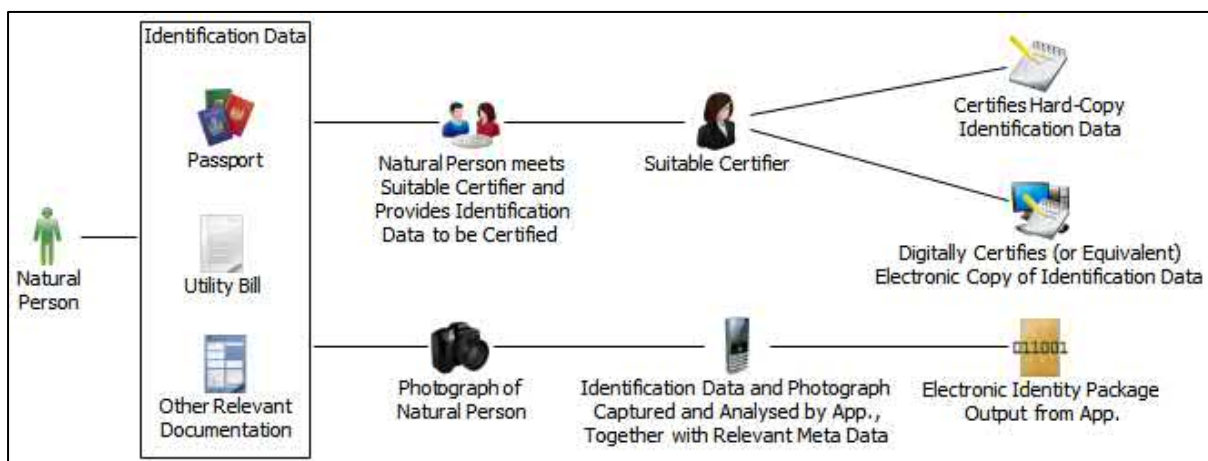 Identification Data
Passport
Utility Bill
Other Relevant
Documentation
Natural
Person
Natural Person meets
Suitable Certifier and
Provides Identification
Data to be Certified
Suitable Certifier
Certifies Hard-Copy
Identification Data
Digitally Certifies (or Equivalent)
Electronic Copy of Identification Data
Photograph of
Natural Person
Identification Data and Photograph
Captured and Analysed by App.,
Together with Relevant Meta Data
011001
Electronic Identity Package
Output from App.